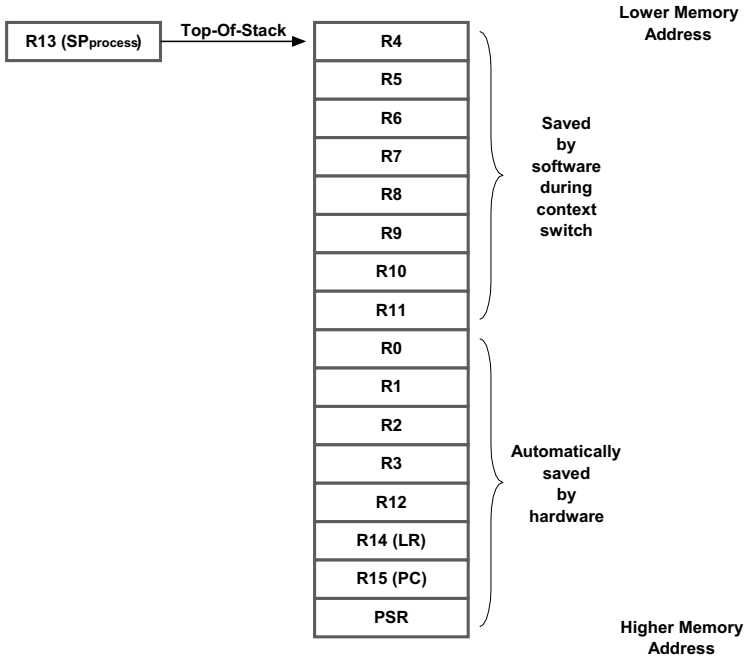 Lower Memory
Address
R13 (SPprocess)
Top-Of-Stack
R4
R5
R6
R7
R8
R9
R10
R11
R0
R1
R2
R3
R12
R14 (LR)
R15 (PC)
PSR
Saved
by
software
during
context
switch
Automatically
saved
by
hardware
Higher Memory
Address